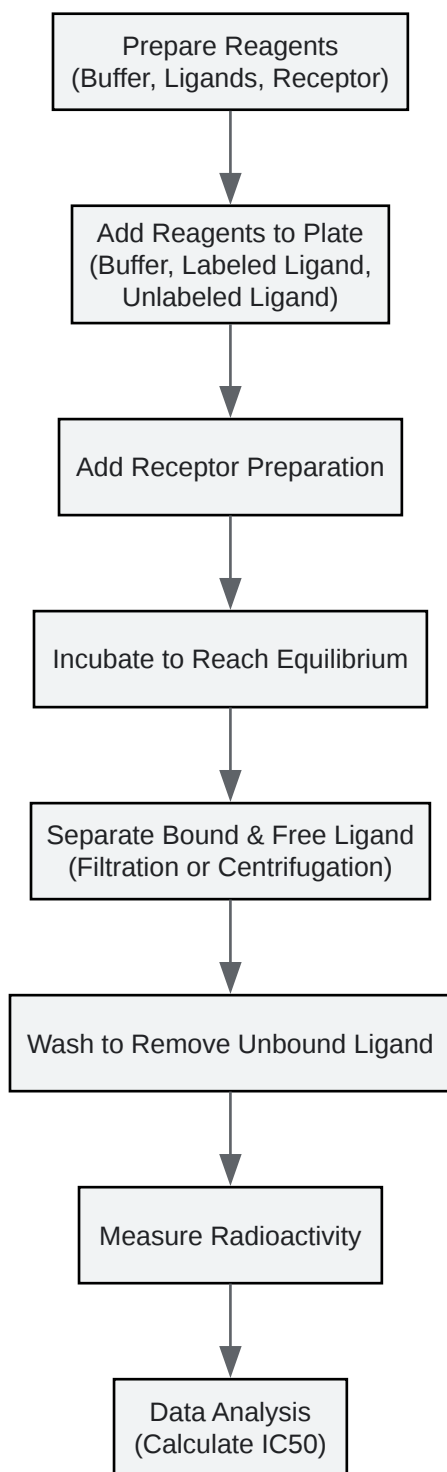 Prepare Reagents
(Buffer, Ligands, Receptor)
Add Reagents to Plate
(Buffer, Labeled Ligand,
Unlabeled Ligand)
Add Receptor Preparation
Incubate to Reach Equilibrium
Separate Bound & Free Ligand
(Filtration or Centrifugation)
Wash to Remove Unbound Ligand
Measure Radioactivity
Data Analysis
(Calculate IC50)